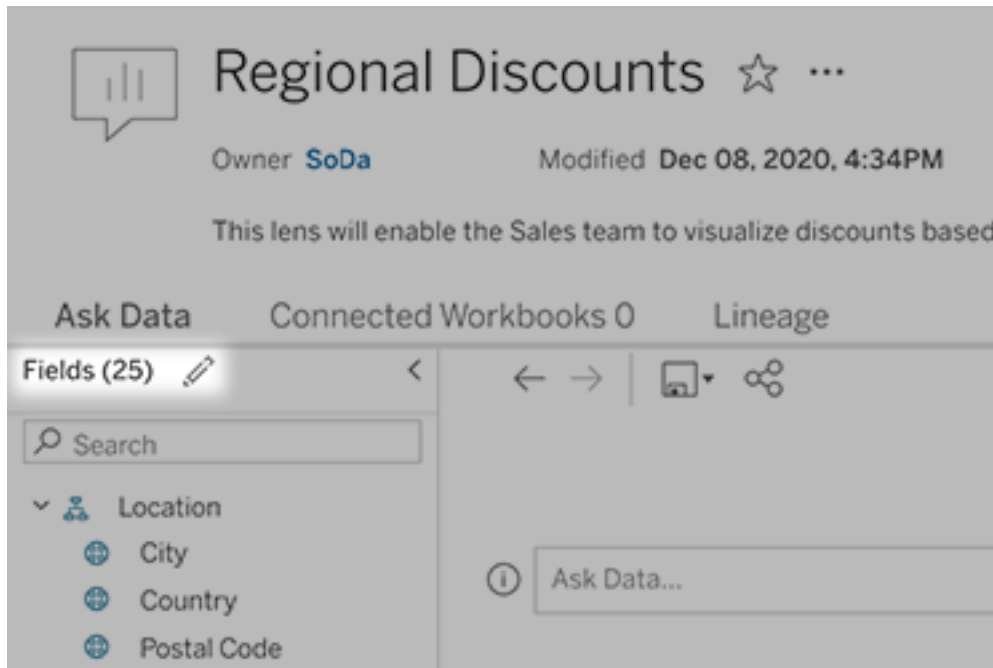 Regional Discounts
Owner SoDa Modified Dec 08, 2020, 4:34PM
This lens will enable the Sales team to visualize discounts based
Ask Data Connected Workbooks 0 Lineage
Fields (25)
Search
Location
City
Country
Postal Code
Ask Data...